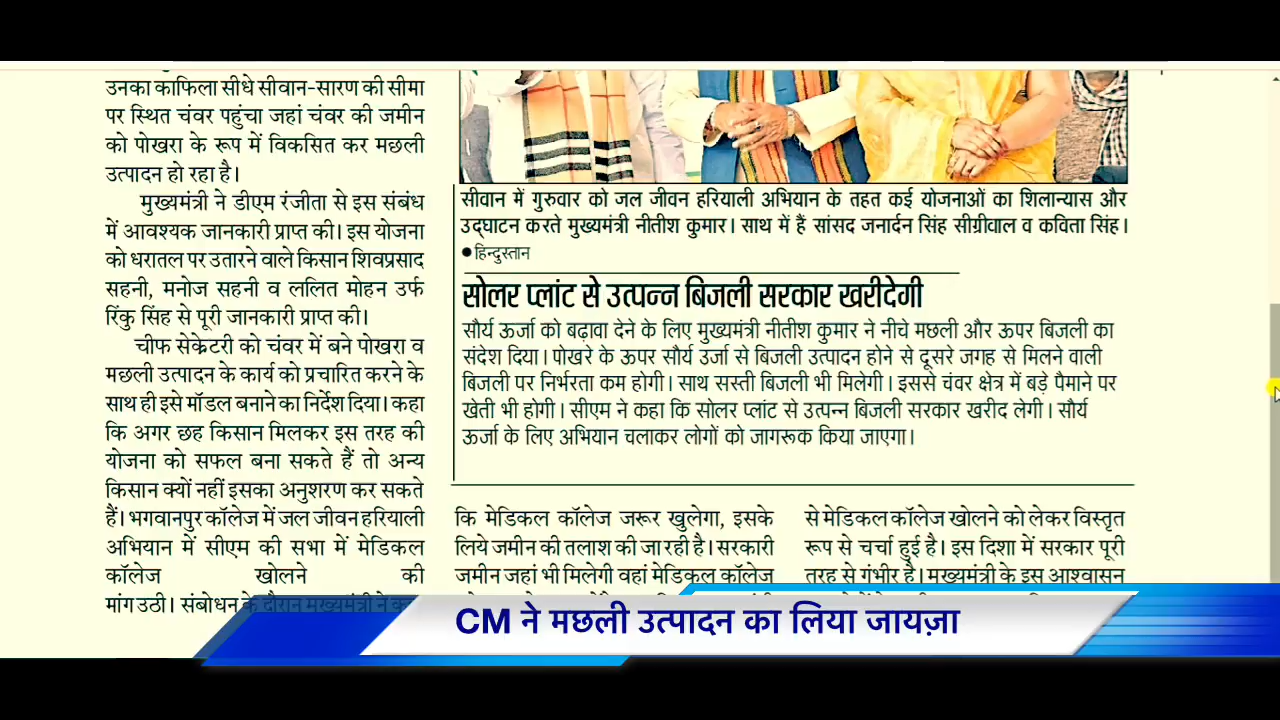 उनका काफिला सीधे सीवान-सारण की सीमा
पर स्थित चंवर पहुंचा जहां चंवर की जमीन
को पोखरा के रूप में विकसित कर मछली
उत्पादन हो रहा है।
मुख्यमंत्री ने डीएम रंजीता से इस संबंध
में आवश्यक जानकारी प्राप्त की। इस योजना
को धरातल पर उतारने वाले किसान शिवप्रसाद
सहनी, मनोज सहनी व ललित मोहन उर्फ
रिंकु सिंह से पूरी जानकारी प्राप्त की।
चीफ सेक्रेटरी को चंवर में बने पोखरा व
मछली उत्पादन के कार्य को प्रचारित करने के
साथ ही इसे मॉडल बनाने का निर्देश दिया। कहा
कि अगर छह किसान मिलकर इस तरह की
योजना को सफल बना सकते हैं तो अन्य
किसान क्यों नहीं इसका अनुशरण कर सकते
हैं। भगवानपुर कॉलेज में जल जीवन हरियाली
अभियान में सीएम की सभा में मेडिकल
कॉलेज खोलने की
मांग उठी। संबोधन के दौरान मुख्यमंत्री ने
सीवान में गुरुवार को जल जीवन हरियाली अभियान के तहत कई योजनाओं का शिलान्यास और
उद्घाटन करते मुख्यमंत्री नीतीश कुमार। साथ में हैं सांसद जनार्दन सिंह सीग्रीवाल व कविता सिंह।
● हिन्दुस्तान
सोलर प्लांट से उत्पन्न बिजली सरकार खरीदेगी
सौर्य ऊर्जा को बढ़ावा देने के लिए मुख्यमंत्री नीतीश कुमार ने नीचे मछली और ऊपर बिजली का
संदेश दिया। पोखरे के ऊपर सौर्य उर्जा से बिजली उत्पादन होने से दूसरे जगह से मिलने वाली
बिजली पर निर्भरता कम होगी। साथ सस्ती बिजली भी मिलेगी। इससे चंवर क्षेत्र में बड़े पैमाने पर
खेती भी होगी। सीएम ने कहा कि सोलर प्लांट से उत्पन्न बिजली सरकार खरीद लेगी। सौर्य
ऊर्जा के लिए अभियान चलाकर लोगों को जागरूक किया जाएगा।
कि मेडिकल कॉलेज जरूर खुलेगा, इसके
लिये जमीन की तलाश की जा रही है। सरकारी
जमीन जहां भी मिलेगी वहां मेडिकल कॉलेज
से मेडिकल कॉलेज खोलने को लेकर विस्तृत
रूप से चर्चा हुई है। इस दिशा में सरकार पूरी
तरह से गंभीर है। मुख्यमंत्री के इस आश्वासन
CM ने मछली उत्पादन का लिया जायज़ा